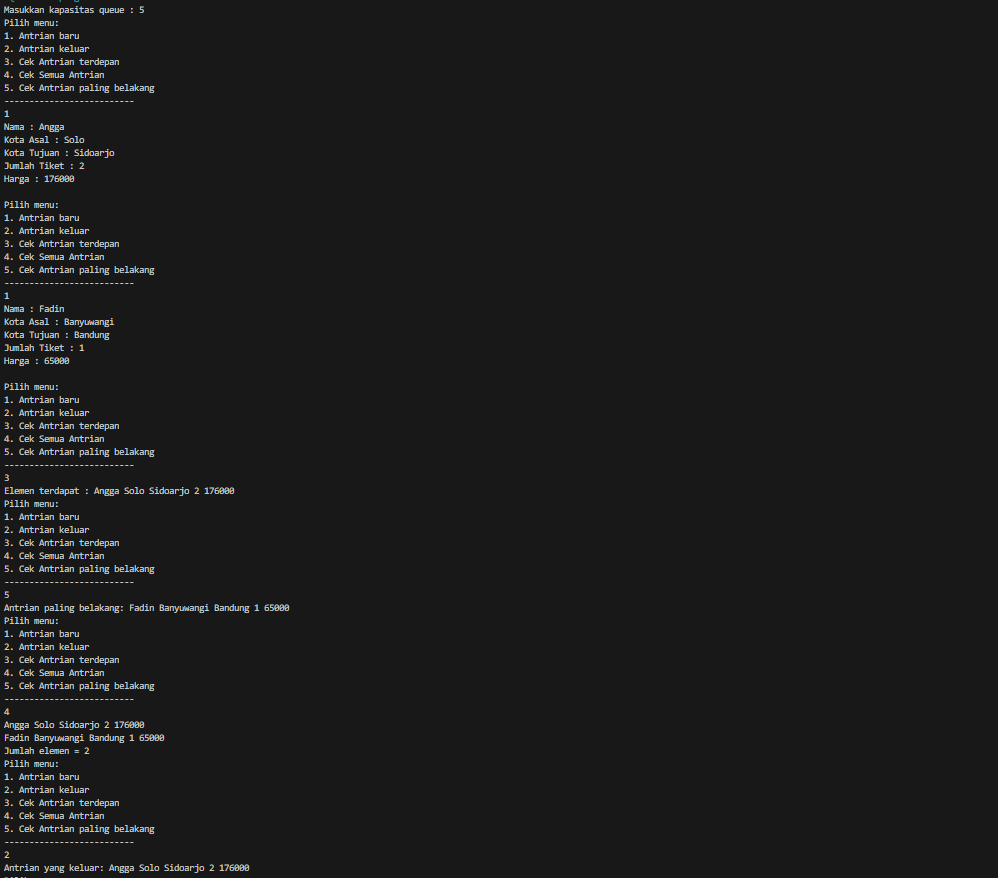 Masukkan kapasitas queue : 5
Pilih menu:
1. Antrian baru
2. Antrian keluar
3. Cek Antrian terdepan
4. Cek Semua Antrian
5. Cek Antrian paling belakang
--------------------------
1
Nama : Angga
Kota Asal : Solo
Kota Tujuan : Sidoarjo
Jumlah Tiket : 2
Harga : 176000

Pilih menu:
1. Antrian baru
2. Antrian keluar
3. Cek Antrian terdepan
4. Cek Semua Antrian
5. Cek Antrian paling belakang
--------------------------
1
Nama : Fadin
Kota Asal : Banyuwangi
Kota Tujuan : Bandung
Jumlah Tiket : 1
Harga : 65000

Pilih menu:
1. Antrian baru
2. Antrian keluar
3. Cek Antrian terdepan
4. Cek Semua Antrian
5. Cek Antrian paling belakang
--------------------------
3
Elemen terdapat : Angga Solo Sidoarjo 2 176000
Pilih menu:
1. Antrian baru
2. Antrian keluar
3. Cek Antrian terdepan
4. Cek Semua Antrian
5. Cek Antrian paling belakang
--------------------------
5
Antrian paling belakang: Fadin Banyuwangi Bandung 1 65000
Pilih menu:
1. Antrian baru
2. Antrian keluar
3. Cek Antrian terdepan
4. Cek Semua Antrian
5. Cek Antrian paling belakang
--------------------------
4
Angga Solo Sidoarjo 2 176000
Fadin Banyuwangi Bandung 1 65000
Jumlah elemen = 2
Pilih menu:
1. Antrian baru
2. Antrian keluar
3. Cek Antrian terdepan
4. Cek Semua Antrian
5. Cek Antrian paling belakang
--------------------------
2
Antrian yang keluar: Angga Solo Sidoarjo 2 176000